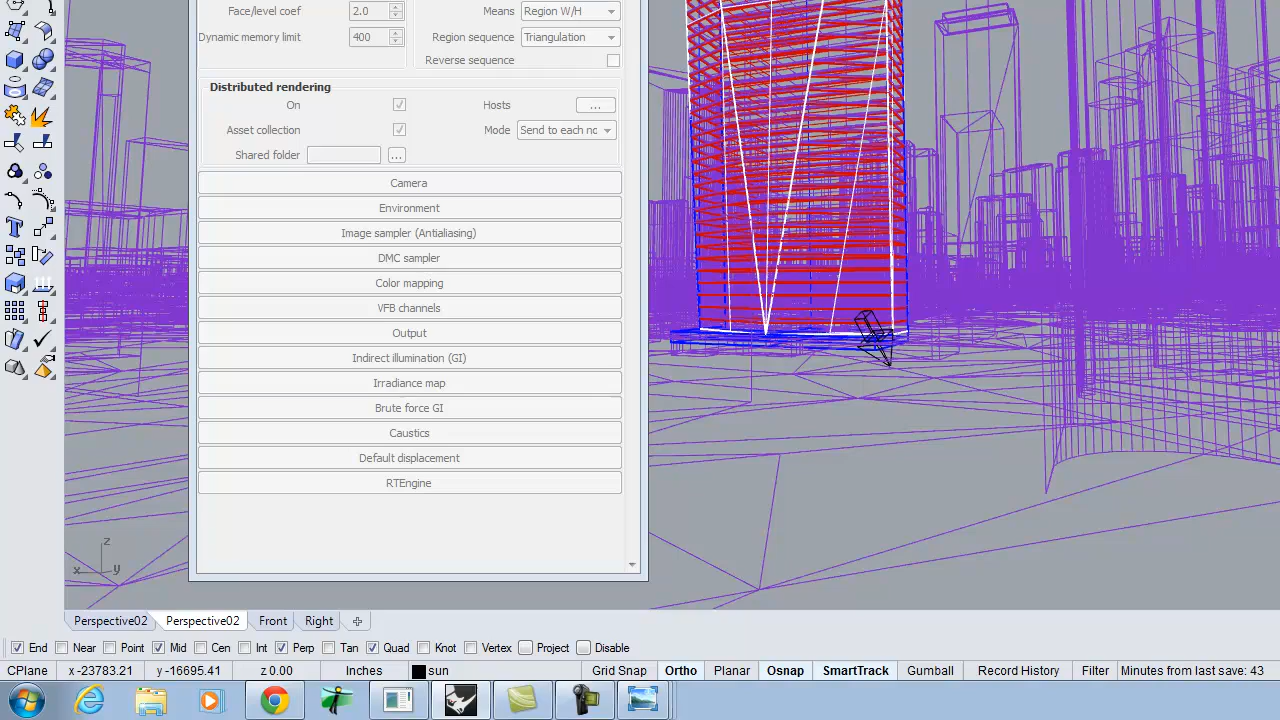 Face/level coef 2.0 Means Region W/H
Dynamic memory limit 400 Region sequence Triangulation
Reverse sequence
Distributed rendering
On Hosts ...
Asset collection Mode Send to each nc
Shared folder ...
Camera
Environment
Image sampler (Antialiasing)
DMC sampler
Color mapping
VFB channels
Output
Indirect illumination (GI)
Irradiance map
Brute force GI
Caustics
Default displacement
RTEngine
z
x y
Perspective02 Perspective02 Front Right
End Near Point Mid Cen Int Perp Tan Quad Knot Vertex Project Disable
CPlane x -23783.21 y -16695.41 z 0.00 Inches sun Grid Snap Ortho Planar Osnap SmartTrack Gumball Record History Filter Minutes from last save: 43